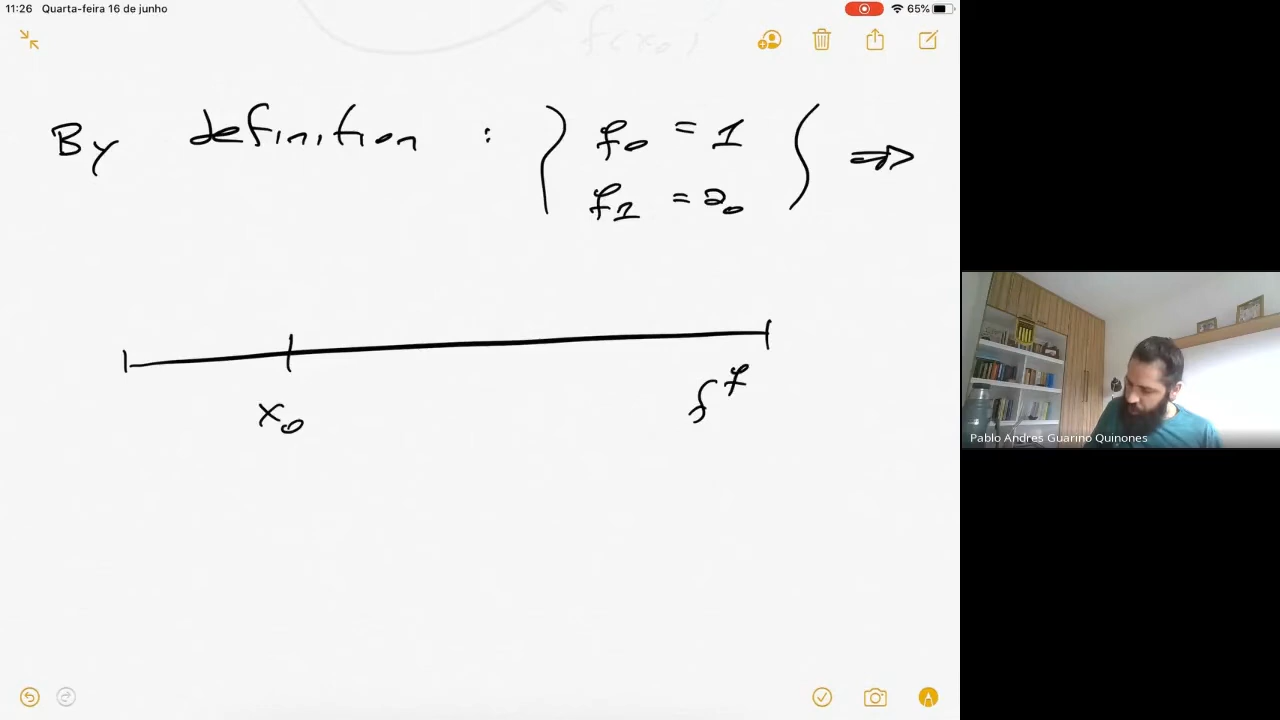 11:26 Quarta-feira 16 de junho 65%
f(x₀)
By definition : { f₀ = 1 } ⇒
f₁ = a₀
x₀
Pablo Andres Guarino Quinones